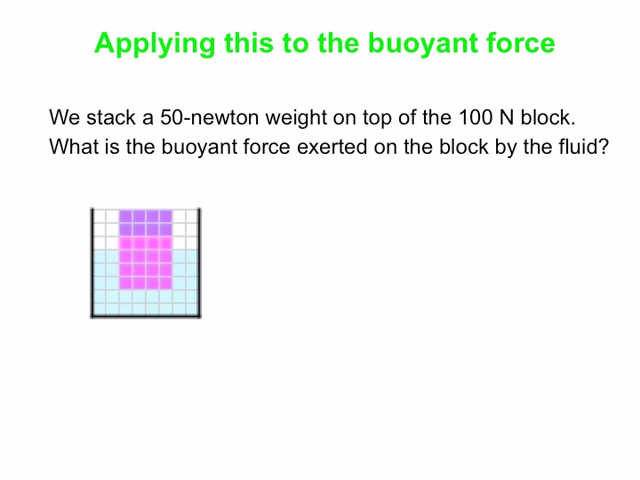 Applying this to the buoyant force
We stack a 50-newton weight on top of the 100 N block.
What is the buoyant force exerted on the block by the fluid?